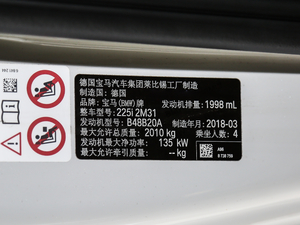 德国宝马汽车集团莱比锡工厂制造
制造国：德国
品牌：宝马(BMW)牌 发动机排量：1998 mL
整车型号：225i 2M31
发动机型号：B48B20A 制造年月：2018-03
最大允许总质量：2010 kg 乘坐人数：4
发动机最大净功率：135 kW
最大允许牵引质量：-- kg
A98
8 728 759